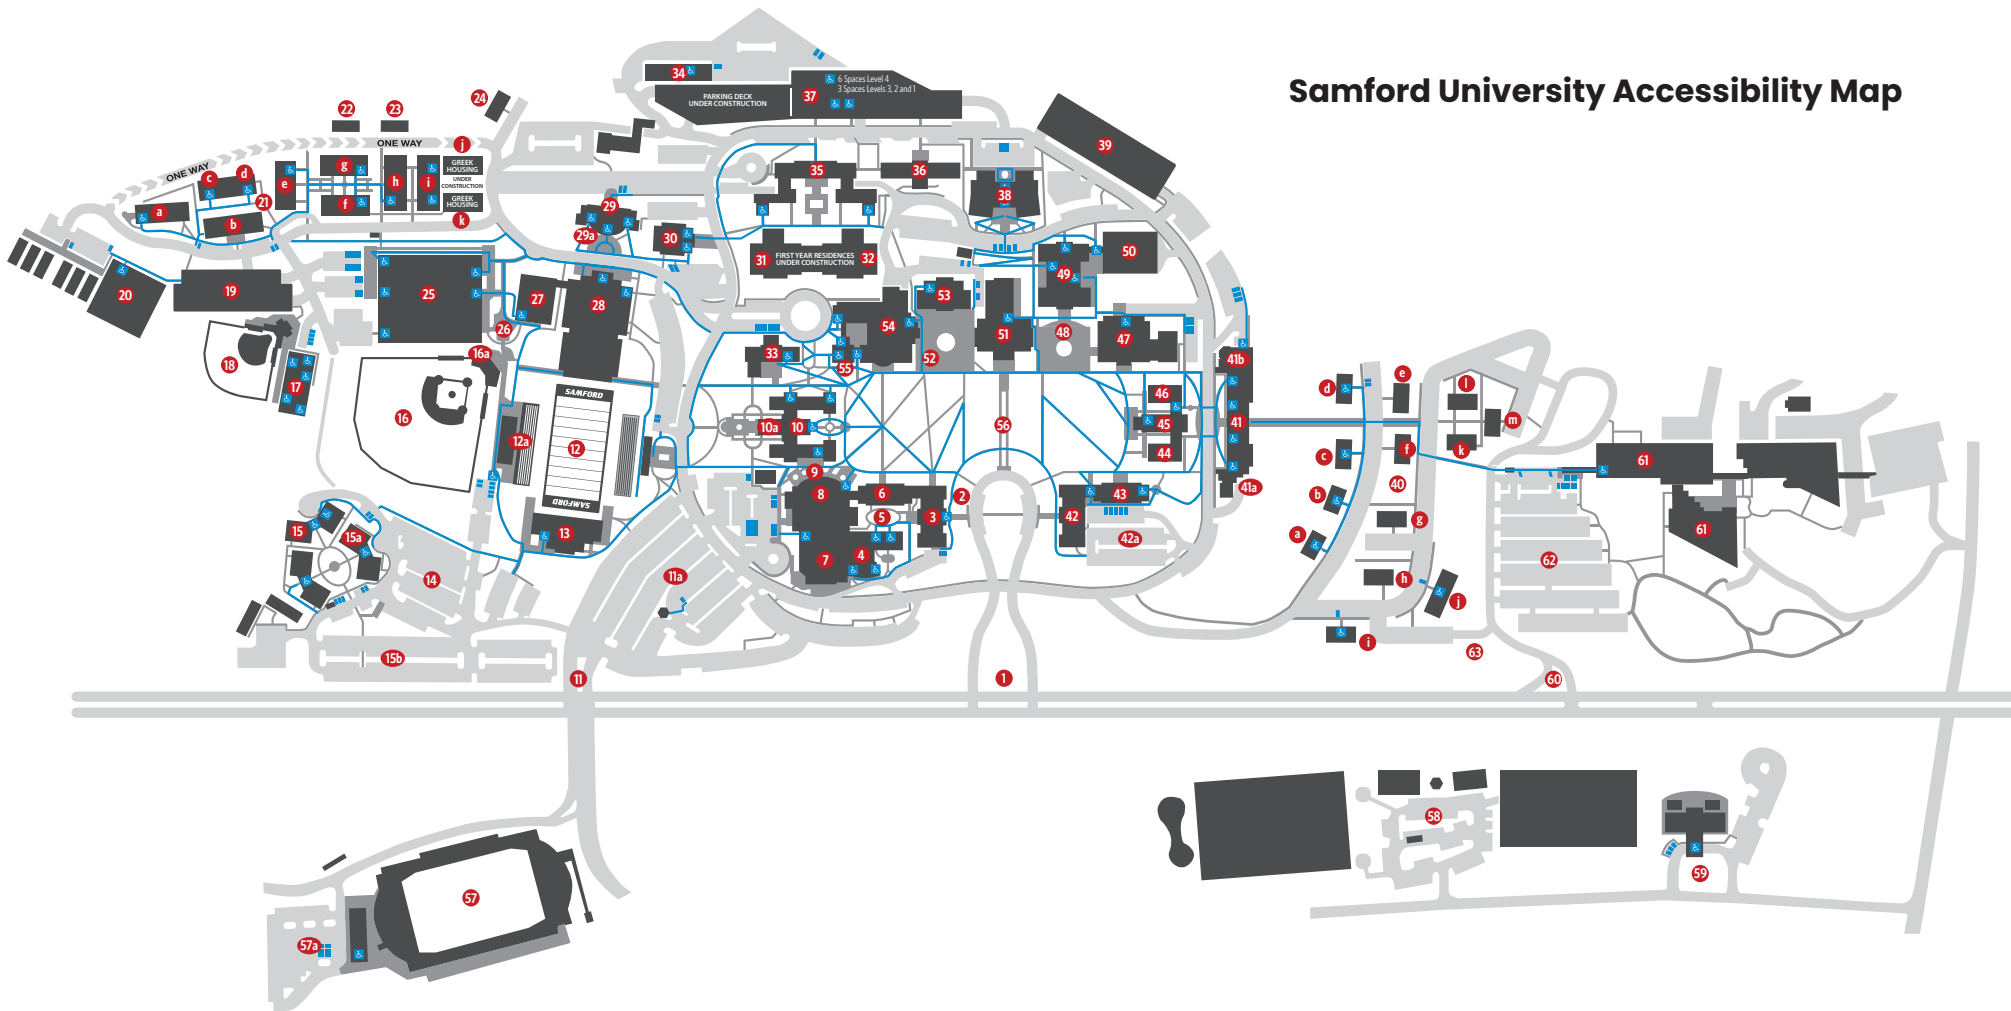 Samford University Accessibility Map
34
6 Spaces Level 4
3 Spaces Levels 3, 2 and 1
37
PARKING DECK
UNDER CONSTRUCTION
24
22
23
39
ONE WAY
j
ONE WAY
g
c
d
e
h
i
GREEK
HOUSING
UNDER
CONSTRUCTION
GREEK
HOUSING
f
21
a
b
k
35
36
38
29
29a
30
31
FIRST YEAR RESIDENCES
UNDER CONSTRUCTION
32
50
49
20
19
25
27
28
53
54
26
51
48
47
52
33
55
16a
41b
18
17
16
d
e
l
m
SAMFORD
46
10a
10
56
45
41
12a
12
44
c
f
k
61
9
8
6
2
43
41a
40
b
SAMFORD
5
3
42
g
61
13
15
15a
7
4
42a
a
62
14
11a
h
j
i
63
15b
11
1
60
57
57a
58
59